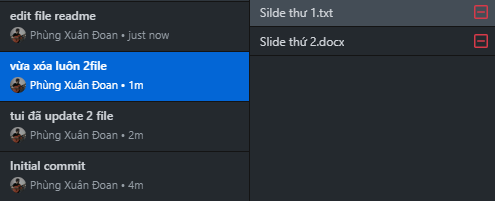 edit file readme
Phùng Xuân Đoan • just now
vừa xóa luôn 2file
Phùng Xuân Đoan • 1m
tui đã update 2 file
Phùng Xuân Đoan • 2m
Initial commit
Phùng Xuân Đoan • 4m
Silde thư 1.txt
Slide thứ 2.docx